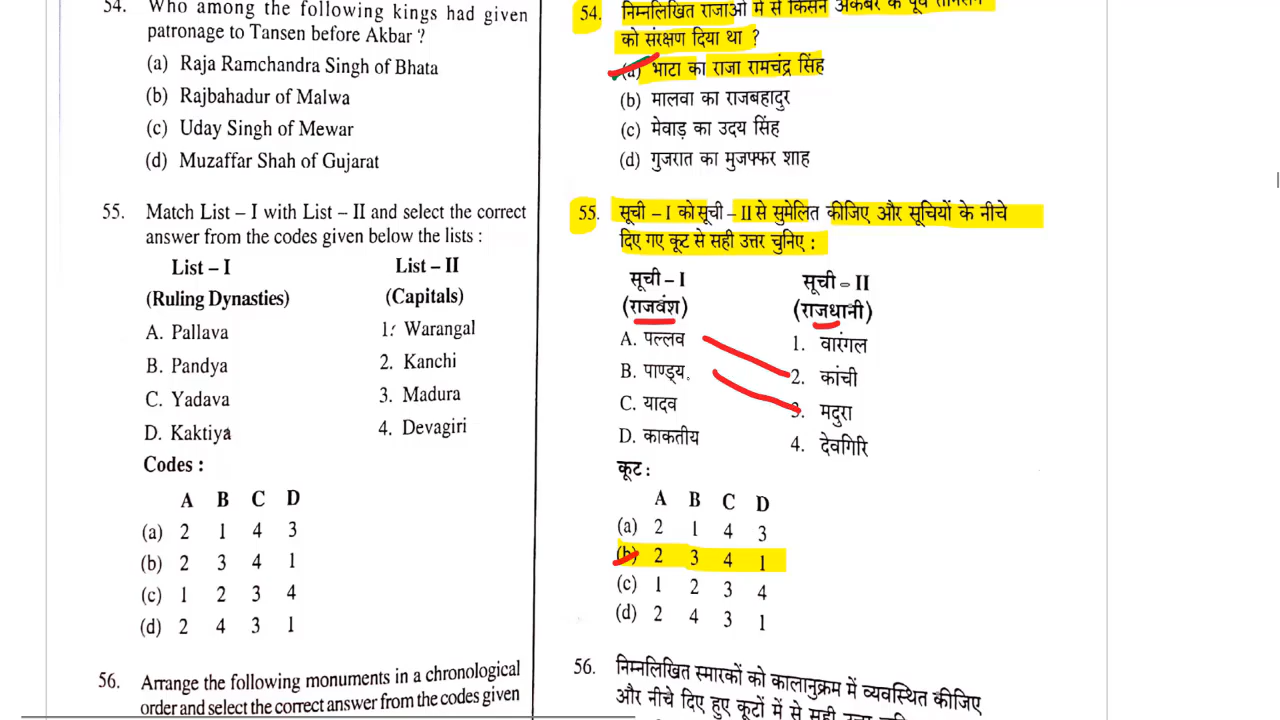 54. Who among the following kings had given
patronage to Tansen before Akbar ?
(a) Raja Ramchandra Singh of Bhata
(b) Rajbahadur of Malwa
(c) Uday Singh of Mewar
(d) Muzaffar Shah of Gujarat
55. Match List – I with List – II and select the correct
answer from the codes given below the lists :
List – I List – II
(Ruling Dynasties) (Capitals)
A. Pallava 1. Warangal
B. Pandya 2. Kanchi
C. Yadava 3. Madura
D. Kaktiya 4. Devagiri
Codes :
A B C D
(a) 2 1 4 3
(b) 2 3 4 1
(c) 1 2 3 4
(d) 2 4 3 1
56. Arrange the following monuments in a chronological
order and select the correct answer from the codes given
54. निम्नलिखित राजाओं में से किसने अकबर के पूर्व तानसेन
को संरक्षण दिया था ?
(a) भाटा का राजा रामचंद्र सिंह
(b) मालवा का राजबहादुर
(c) मेवाड़ का उदय सिंह
(d) गुजरात का मुजफ्फर शाह
55. सूची – I को सूची – II से सुमेलित कीजिए और सूचियों के नीचे
दिए गए कूट से सही उत्तर चुनिए :
सूची – I सूची – II
(राजवंश) (राजधानी)
A. पल्लव 1. वारंगल
B. पाण्ड्य 2. कांची
C. यादव 3. मदुरा
D. काकतीय 4. देवगिरि
कूट :
A B C D
(a) 2 1 4 3
(b) 2 3 4 1
(c) 1 2 3 4
(d) 2 4 3 1
56. निम्नलिखित स्मारकों को कालानुक्रम में व्यवस्थित कीजिए
और नीचे दिए हुए कूटों में से सही उत्तर